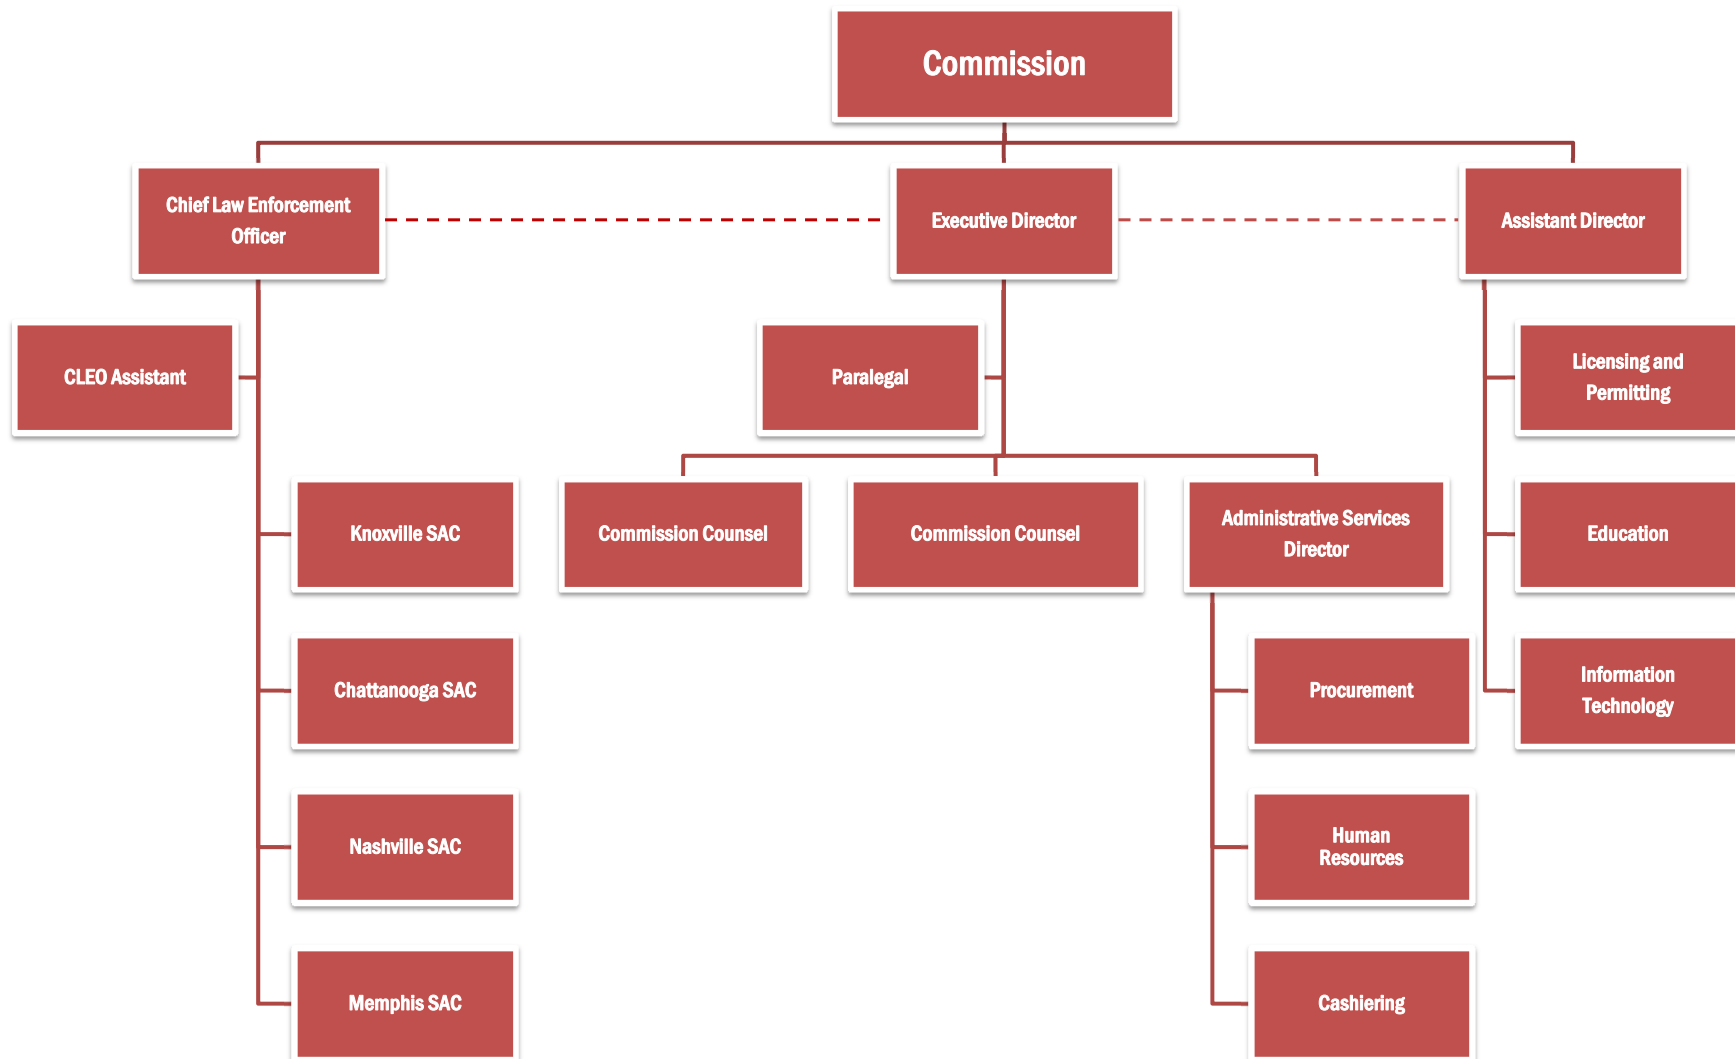 Commission
Chief Law Enforcement
Officer
Executive Director
Assistant Director
CLEO Assistant
Paralegal
Licensing and
Permitting
Knoxville SAC
Commission Counsel
Commission Counsel
Administrative Services
Director
Education
Chattanooga SAC
Procurement
Information
Technology
Nashville SAC
Human
Resources
Memphis SAC
Cashiering